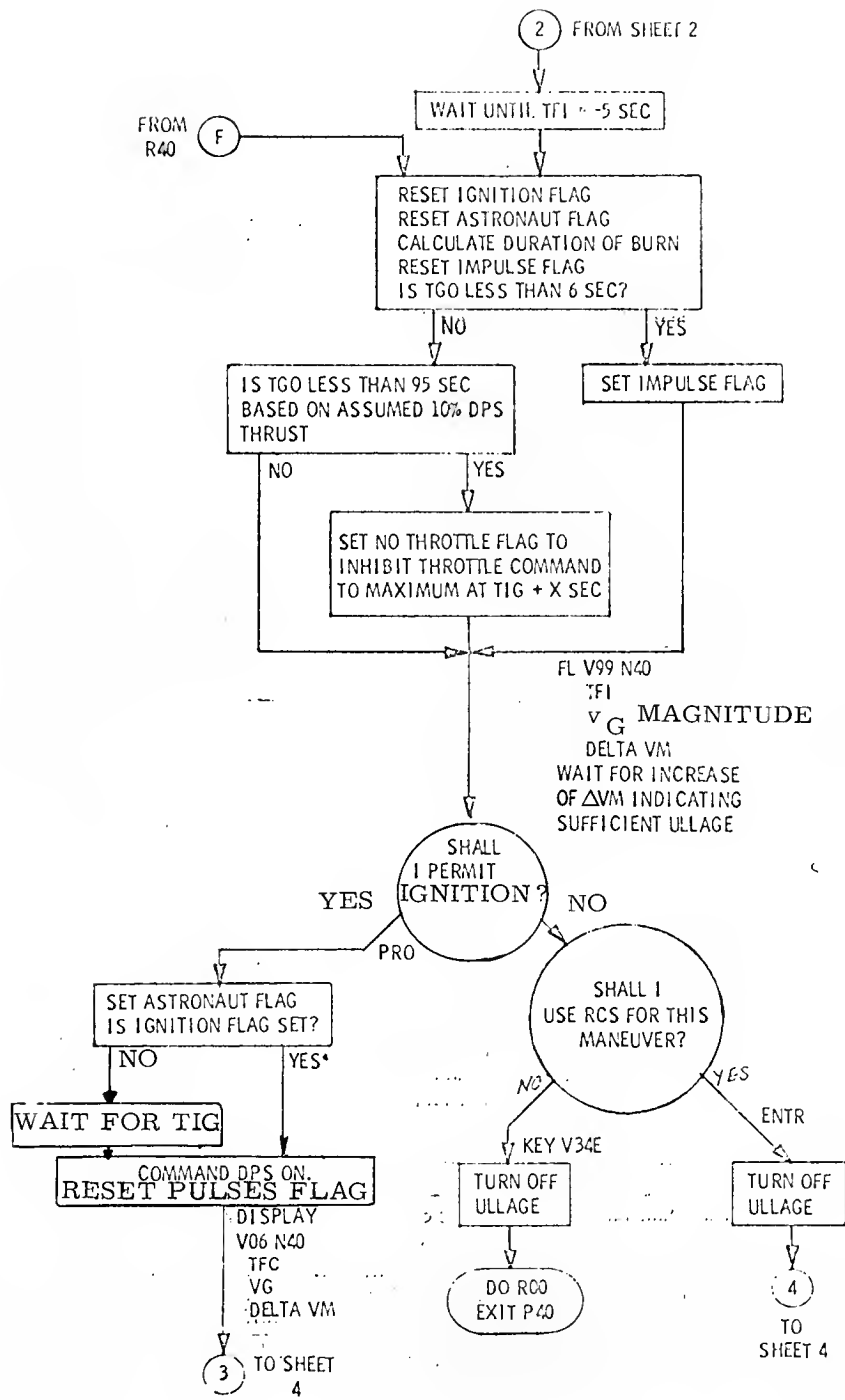 2 FROM SHEET 2
WAIT UNTIL TFI = -5 SEC
FROM
R40
F
RESET IGNITION FLAG
RESET ASTRONAUT FLAG
CALCULATE DURATION OF BURN
RESET IMPULSE FLAG
IS TGO LESS THAN 6 SEC?
NO
YES
IS TGO LESS THAN 95 SEC
BASED ON ASSUMED 10% DPS
THRUST
SET IMPULSE FLAG
NO
YES
SET NO THROTTLE FLAG TO
INHIBIT THROTTLE COMMAND
TO MAXIMUM AT TIG + X SEC
FL V99 N40
TFI
v G MAGNITUDE
DELTA VM
WAIT FOR INCREASE
OF ΔVM INDICATING
SUFFICIENT ULLAGE
SHALL
I PERMIT
IGNITION?
YES
NO
PRO
SET ASTRONAUT FLAG
IS IGNITION FLAG SET?
SHALL I
USE RCS FOR THIS
MANEUVER?
NO
YES
NO
YES
WAIT FOR TIG
ENTR
KEY V34E
COMMAND DPS ON.
RESET PULSES FLAG
TURN OFF
ULLAGE
TURN OFF
ULLAGE
DISPLAY
V06 N40
TFC
VG
DELTA VM
DO R00
EXIT P40
4
TO
SHEET 4
3
TO SHEET
4